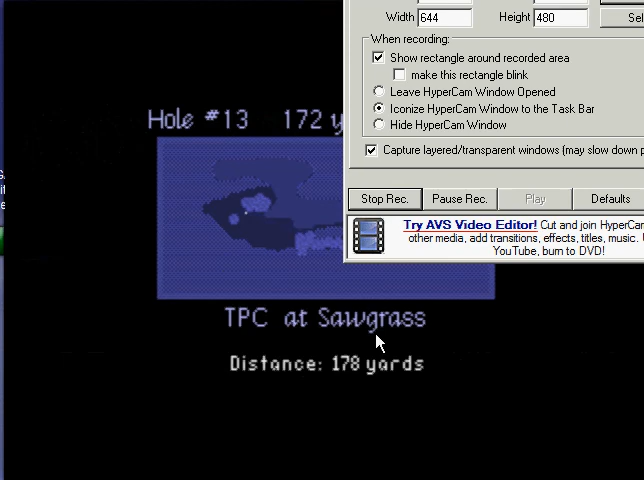 Width 644 Height 480
When recording:
Show rectangle around recorded area
make this rectangle blink
Leave HyperCam Window Opened
Iconize HyperCam Window to the Task Bar
Hide HyperCam Window
Capture layered/transparent windows (may slow down
Stop Rec. Pause Rec. Play Defaults
Try AVS Video Editor! Cut and join HyperCam
other media, add transitions, effects, titles, music.
YouTube, burn to DVD!
Hole #13 172 y
TPC at Sawgrass
Distance: 178 yards